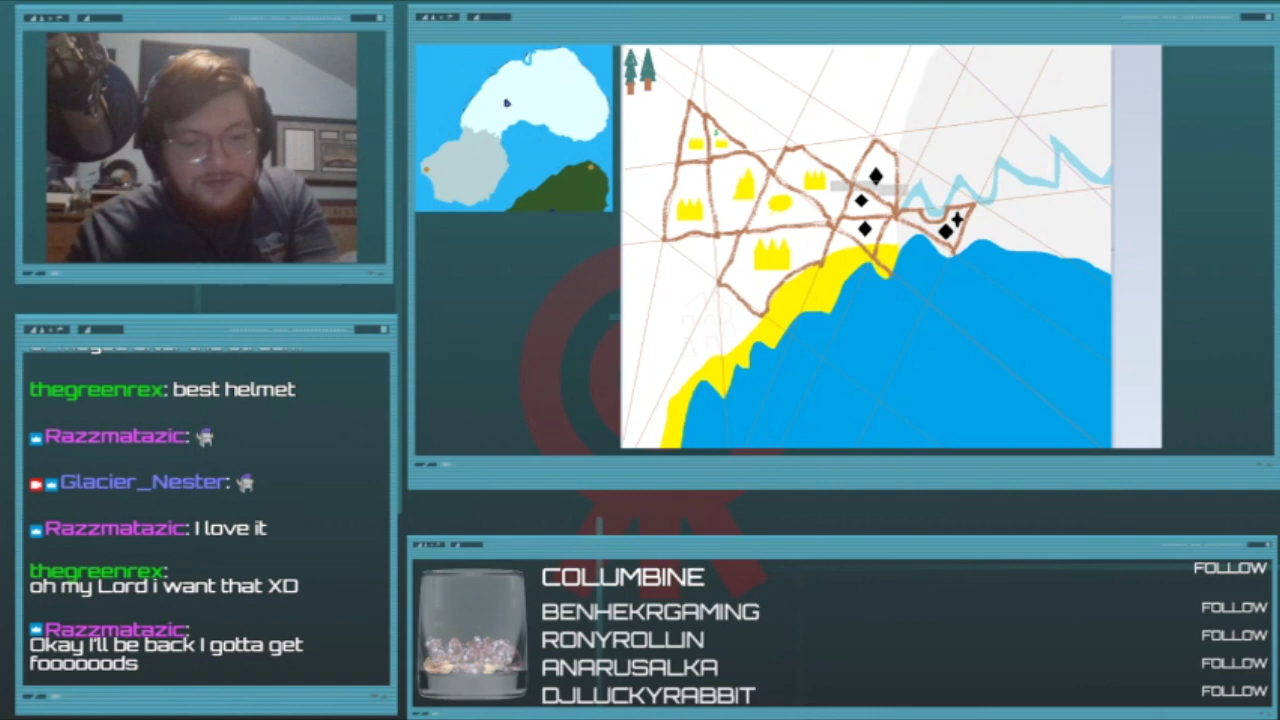 thegreenrex: best helmet
Razzmatazic:
Glacier_Nester:
Razzmatazic: I love it
thegreenrex:
oh my Lord i want that XD
Razzmatazic:
Okay I'll be back I gotta get
foooooods
COLUMBINE FOLLOW
BENHEKRGAMING FOLLOW
RONYROLLIN FOLLOW
ANARUSALKA FOLLOW
DJLUCKYRABBIT FOLLOW